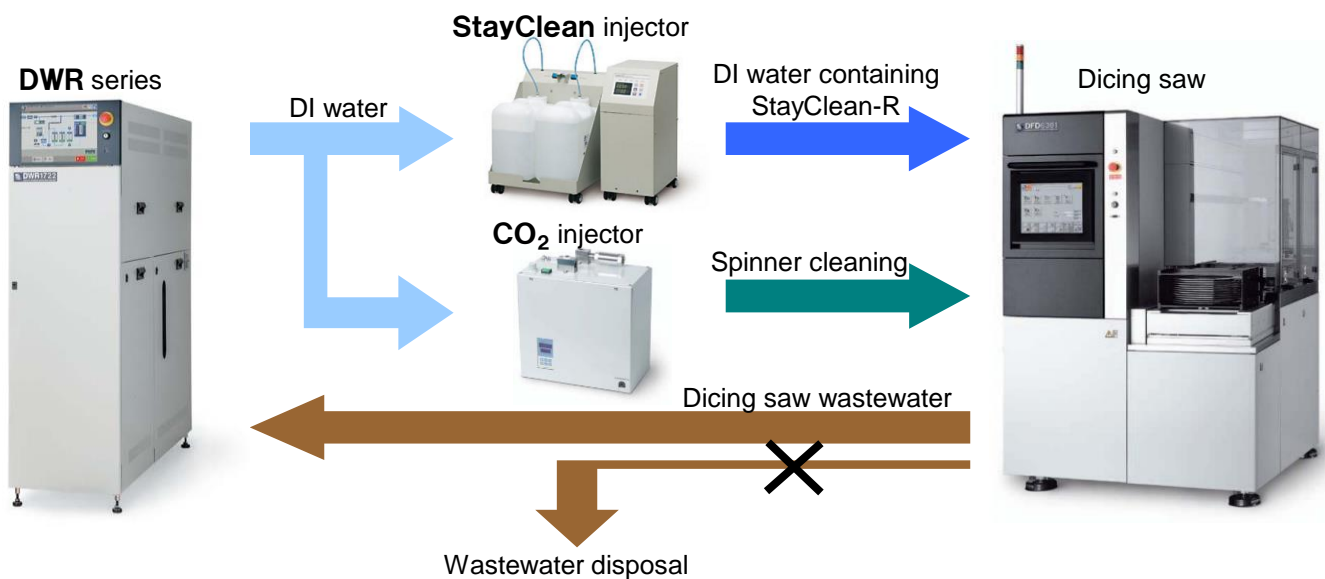 StayClean injector
DWR series
DI water
DI water containing
StayClean-R
Dicing saw
DFD6361
DWR1722
CO₂ injector
Spinner cleaning
Dicing saw wastewater
Wastewater disposal